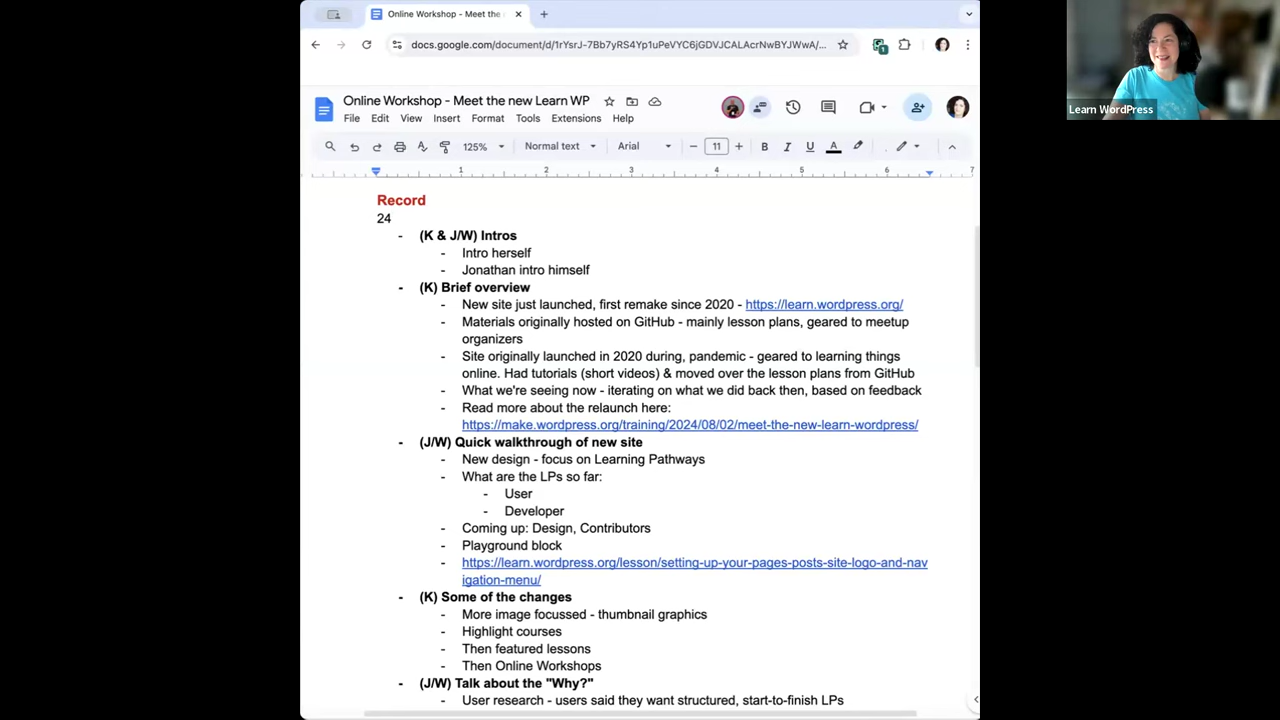 Online Workshop - Meet the
docs.google.com/document/d/1rYsrJ-7Bb7yRS4Yp1uPeVYC6jGDVJCALAcrNwBYJWwA/...
1
Learn WordPress
Online Workshop - Meet the new Learn WP
File Edit View Insert Format Tools Extensions Help
125% Normal text Arial 11 B I U A
1 2 3 4 5 6 7
Record
24
- (K & J/W) Intros
- Intro herself
- Jonathan intro himself
- (K) Brief overview
- New site just launched, first remake since 2020 - https://learn.wordpress.org/
- Materials originally hosted on GitHub - mainly lesson plans, geared to meetup
organizers
- Site originally launched in 2020 during, pandemic - geared to learning things
online. Had tutorials (short videos) & moved over the lesson plans from GitHub
- What we're seeing now - iterating on what we did back then, based on feedback
- Read more about the relaunch here:
https://make.wordpress.org/training/2024/08/02/meet-the-new-learn-wordpress/
- (J/W) Quick walkthrough of new site
- New design - focus on Learning Pathways
- What are the LPs so far:
- User
- Developer
- Coming up: Design, Contributors
- Playground block
- https://learn.wordpress.org/lesson/setting-up-your-pages-posts-site-logo-and-nav
igation-menu/
- (K) Some of the changes
- More image focussed - thumbnail graphics
- Highlight courses
- Then featured lessons
- Then Online Workshops
- (J/W) Talk about the "Why?"
- User research - users said they want structured, start-to-finish LPs